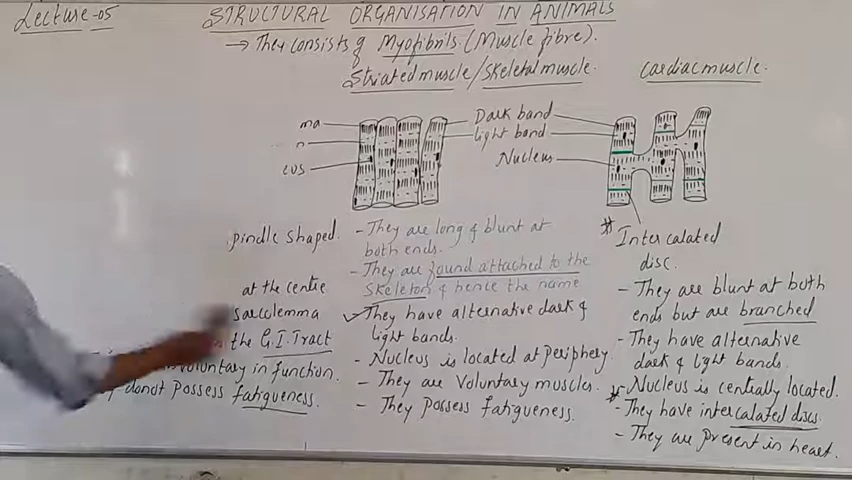 Lecture-05
STRUCTURAL ORGANISATION IN ANIMALS
→ They consists of Myofibrils. (Muscle fibre).
Striated muscle/skeletal muscle.
Cardiac muscle.
ma
n
eus
Dark band
light band
Nucleus
Intercalated
disc.
pindle shaped.
at the centre
sarcolemma
the G.I. Tract
voluntary in function.
y donot Possess fatigueness.
- They are long & blunt at
both ends.
- They are found attached to the
skeleton & hence the name
They have alternative dark &
light bands.
- Nucleus is located at Periphery.
- They are Voluntary muscles.
- They Possess fatigueness.
- They are blunt at both
ends but are branched
- They have alternative
dark & light bands.
- Nucleus is centrally located.
- They have intercalated discs.
- They are present in heart.